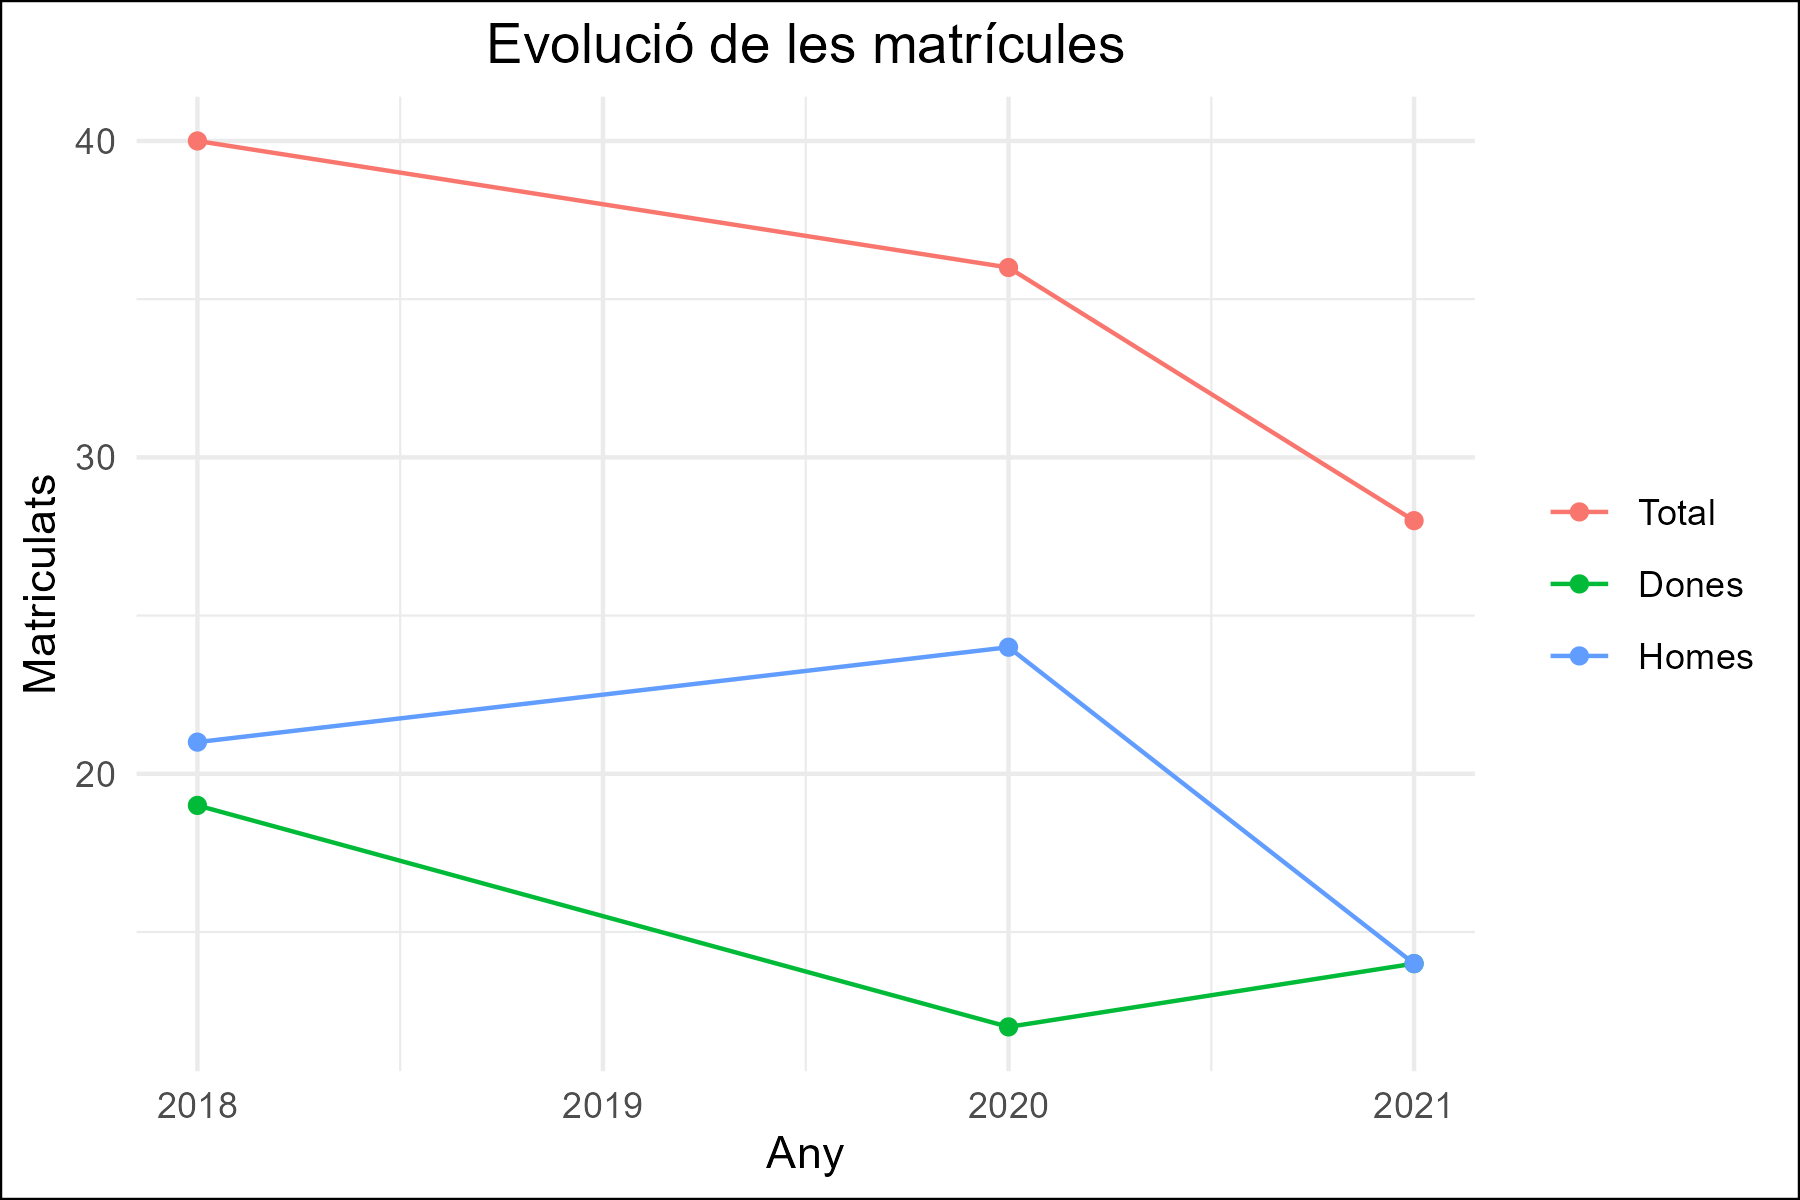 Evolució de les matrícules
40
30
20
Matriculats
2018 2019 2020 2021
Any
Total
Dones
Homes